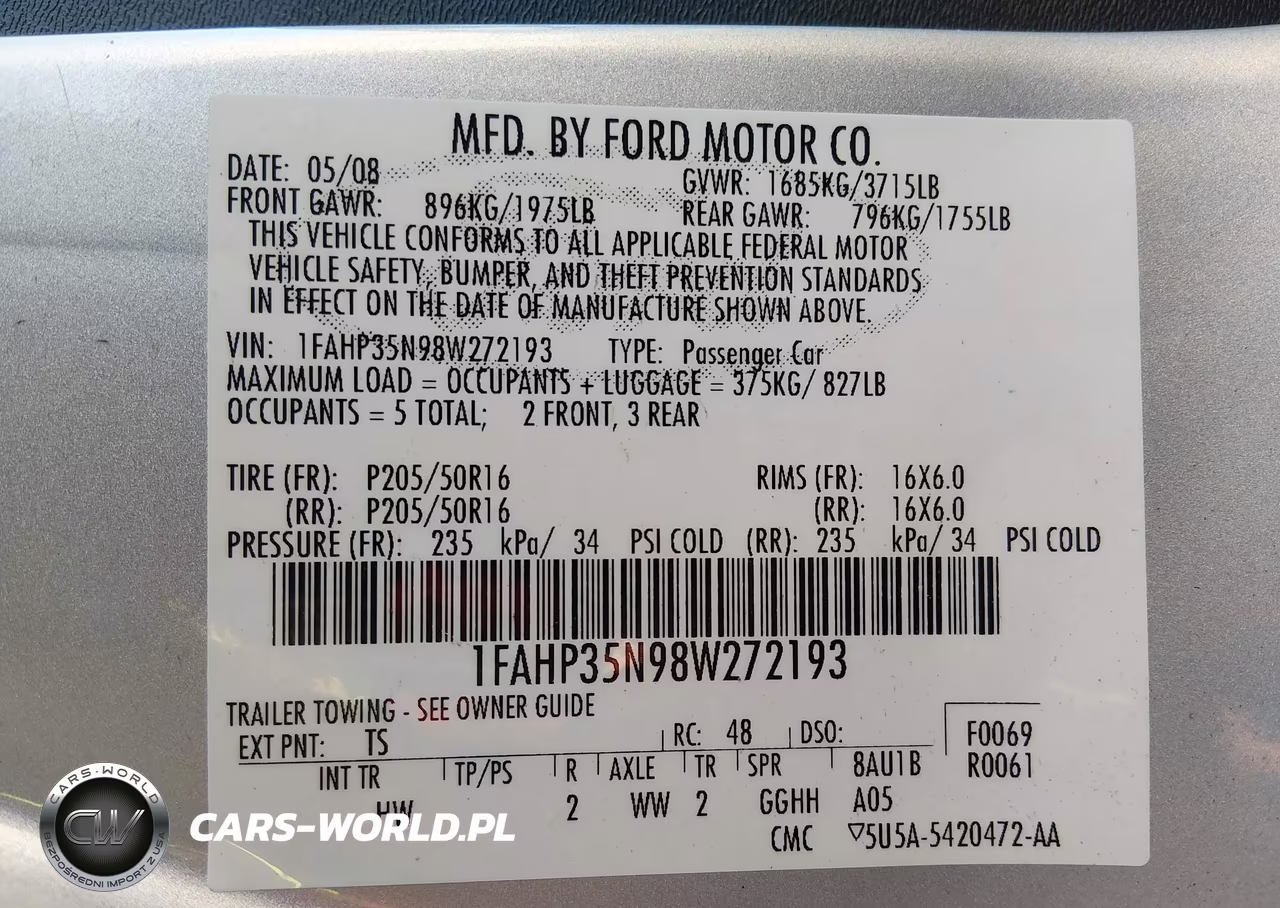 MFD. BY FORD MOTOR CO.
DATE: 05/08 GVWR: 1685KG/3715LB
FRONT GAWR: 896KG/1975LB REAR GAWR: 796KG/1755LB
THIS VEHICLE CONFORMS TO ALL APPLICABLE FEDERAL MOTOR
VEHICLE SAFETY, BUMPER, AND THEFT PREVENTION STANDARDS
IN EFFECT ON THE DATE OF MANUFACTURE SHOWN ABOVE.
VIN: 1FAHP35N98W272193 TYPE: Passenger Car
MAXIMUM LOAD = OCCUPANTS + LUGGAGE = 375KG/ 827LB
OCCUPANTS = 5 TOTAL; 2 FRONT, 3 REAR
TIRE (FR): P205/50R16 RIMS (FR): 16X6.0
(RR): P205/50R16 (RR): 16X6.0
PRESSURE (FR): 235 kPa/ 34 PSI COLD (RR): 235 kPa/ 34 PSI COLD
1FAHP35N98W272193
TRAILER TOWING - SEE OWNER GUIDE
EXT PNT: TS RC: 48 DSO: F0069
INT TR TP/PS R AXLE TR SPR 8AU1B R0061
HW 2 WW 2 GGHH A05
CMC ▽5U5A-5420472-AA
CARS-WORLD
CW
BEZPOŚREDNI IMPORT Z USA
CARS-WORLD.PL